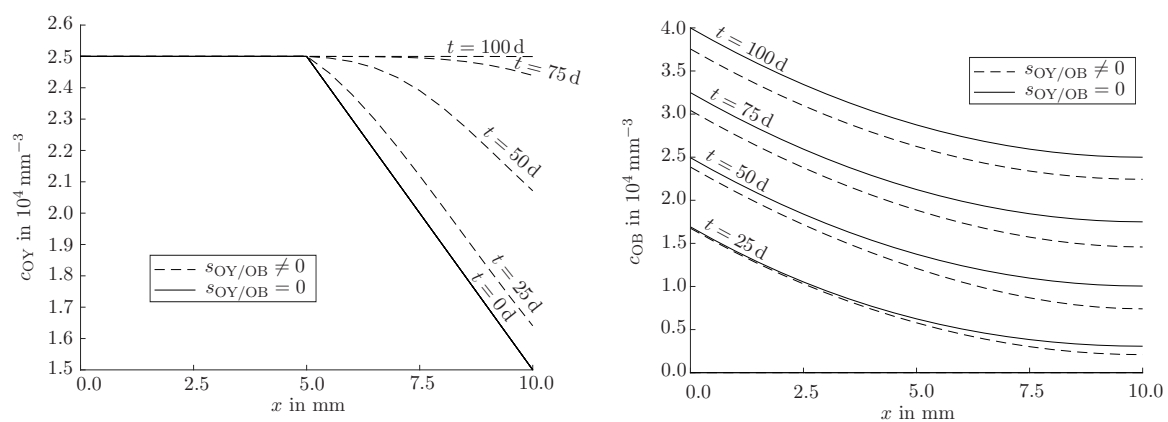 2.6
2.5
2.4
2.3
2.2
2.1
2.0
1.9
1.8
1.7
1.6
1.5
c_OY in 10^4 mm^−3
t = 100 d
t = 75 d
t = 50 d
t = 25 d
t = 0 d
s_OY/OB ≠ 0
s_OY/OB = 0
0.0 2.5 5.0 7.5 10.0
x in mm
4.0
3.5
3.0
2.5
2.0
1.5
1.0
0.5
0.0
c_OB in 10^4 mm^−3
t = 100 d
t = 75 d
t = 50 d
t = 25 d
s_OY/OB ≠ 0
s_OY/OB = 0
0.0 2.5 5.0 7.5 10.0
x in mm